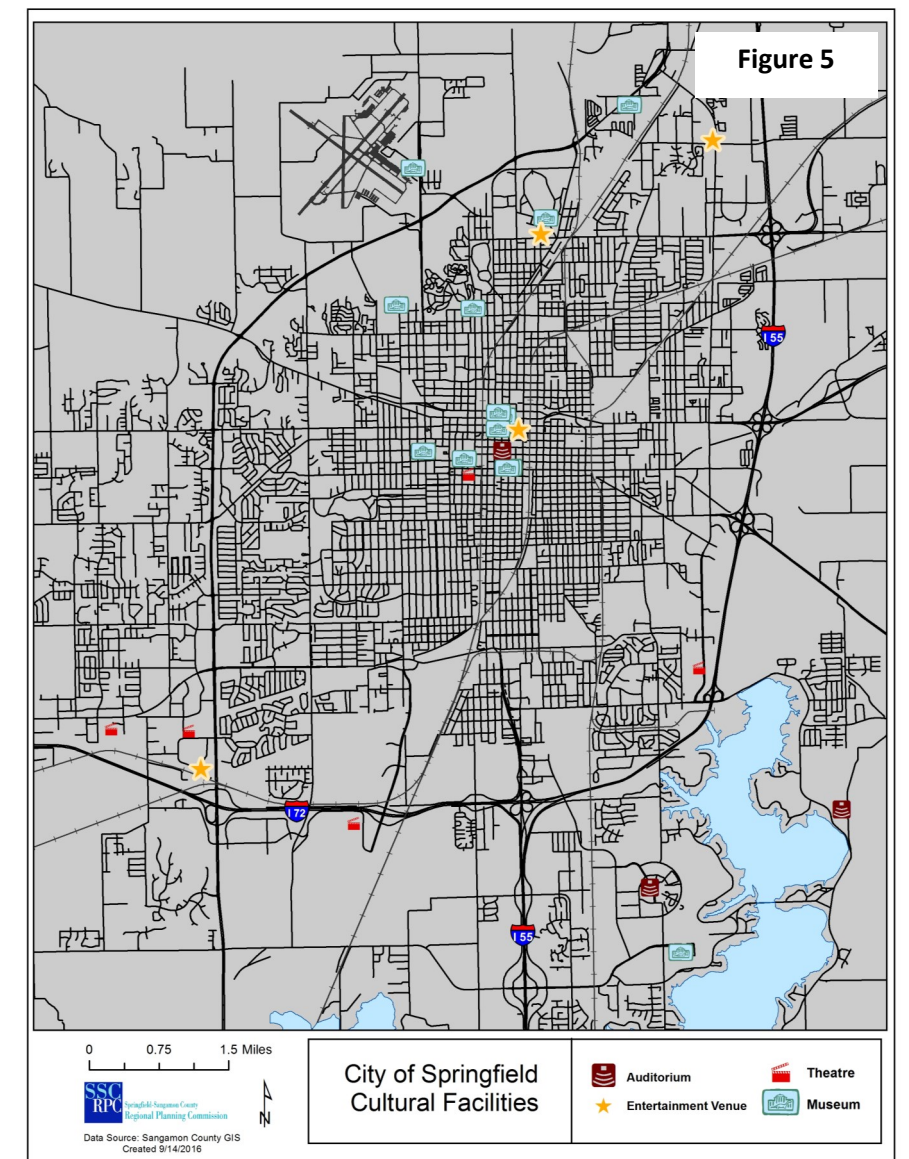 Figure 5
I 55
I 72
I 55
0 0.75 1.5 Miles
SSC
RPC
Springfield-Sangamon County
Regional Planning Commission
N
Data Source: Sangamon County GIS
Created 9/14/2016
City of Springfield
Cultural Facilities
Auditorium
Entertainment Venue
Theatre
Museum